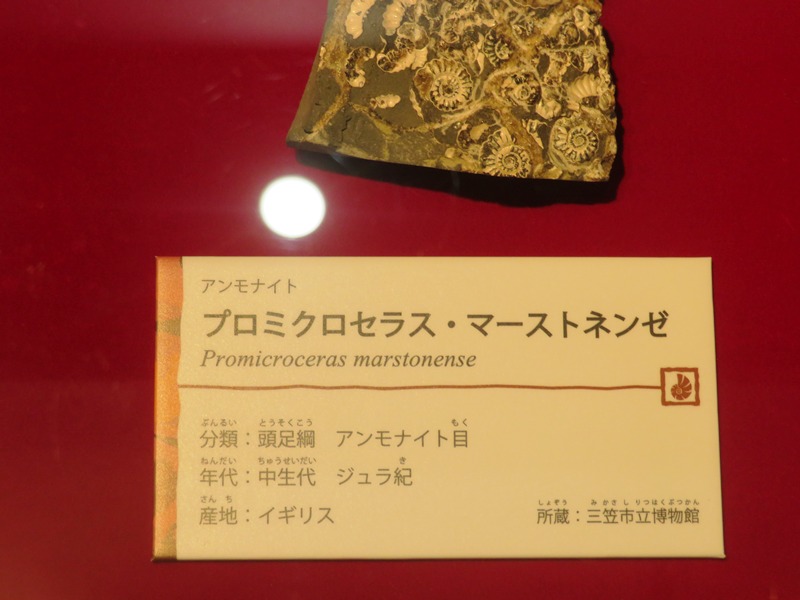 アンモナイト
プロミクロセラス・マーストネンゼ
Promicroceras marstonense
ぶんるい とうそくこう もく
分類：頭足綱 アンモナイト目
ねんだい ちゅうせいだい き
年代：中生代 ジュラ紀
さんち
産地：イギリス
しょぞう みかさしりつはくぶつかん
所蔵：三笠市立博物館